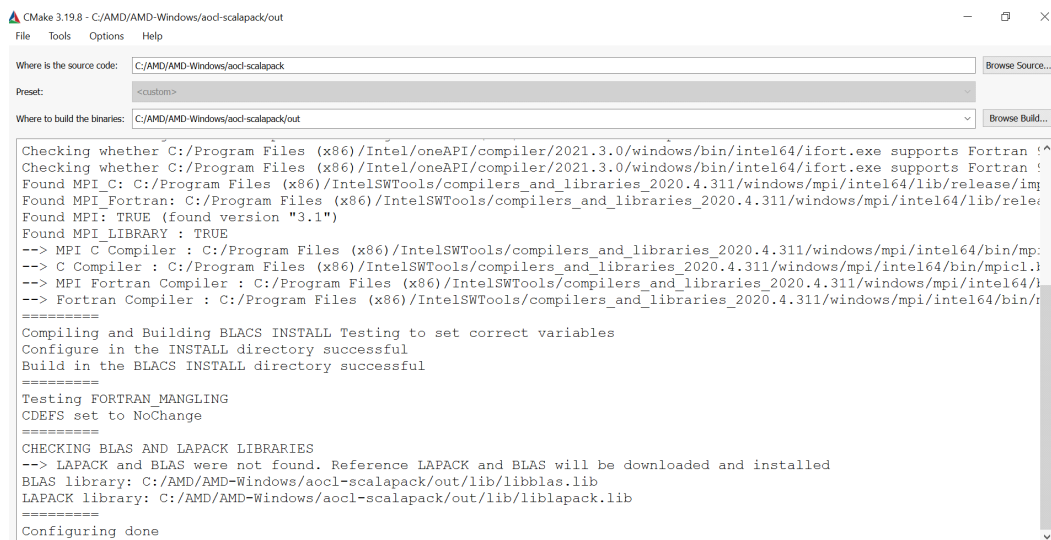 CMake 3.19.8 - C:/AMD/AMD-Windows/aocl-scalapack/out
File Tools Options Help
Where is the source code: C:/AMD/AMD-Windows/aocl-scalapack Browse Source...
Preset: <custom>
Where to build the binaries: C:/AMD/AMD-Windows/aocl-scalapack/out Browse Build...
Checking whether C:/Program Files (x86)/Intel/oneAPI/compiler/2021.3.0/windows/bin/intel64/ifort.exe supports Fortran
Checking whether C:/Program Files (x86)/Intel/oneAPI/compiler/2021.3.0/windows/bin/intel64/ifort.exe supports Fortran
Found MPI_C: C:/Program Files (x86)/IntelSWTools/compilers_and_libraries_2020.4.311/windows/mpi/intel64/lib/release/imp
Found MPI_Fortran: C:/Program Files (x86)/IntelSWTools/compilers_and_libraries_2020.4.311/windows/mpi/intel64/lib/relea
Found MPI: TRUE (found version "3.1")
Found MPI_LIBRARY : TRUE
--> MPI C Compiler : C:/Program Files (x86)/IntelSWTools/compilers_and_libraries_2020.4.311/windows/mpi/intel64/bin/mp
--> C Compiler : C:/Program Files (x86)/IntelSWTools/compilers_and_libraries_2020.4.311/windows/mpi/intel64/bin/mpicl.b
--> MPI Fortran Compiler : C:/Program Files (x86)/IntelSWTools/compilers_and_libraries_2020.4.311/windows/mpi/intel64/b
--> Fortran Compiler : C:/Program Files (x86)/IntelSWTools/compilers_and_libraries_2020.4.311/windows/mpi/intel64/bin/
=========
Compiling and Building BLACS INSTALL Testing to set correct variables
Configure in the INSTALL directory successful
Build in the BLACS INSTALL directory successful
=========
Testing FORTRAN_MANGLING
CDEFS set to NoChange
=========
CHECKING BLAS AND LAPACK LIBRARIES
--> LAPACK and BLAS were not found. Reference LAPACK and BLAS will be downloaded and installed
BLAS library: C:/AMD/AMD-Windows/aocl-scalapack/out/lib/libblas.lib
LAPACK library: C:/AMD/AMD-Windows/aocl-scalapack/out/lib/liblapack.lib
=========
Configuring done